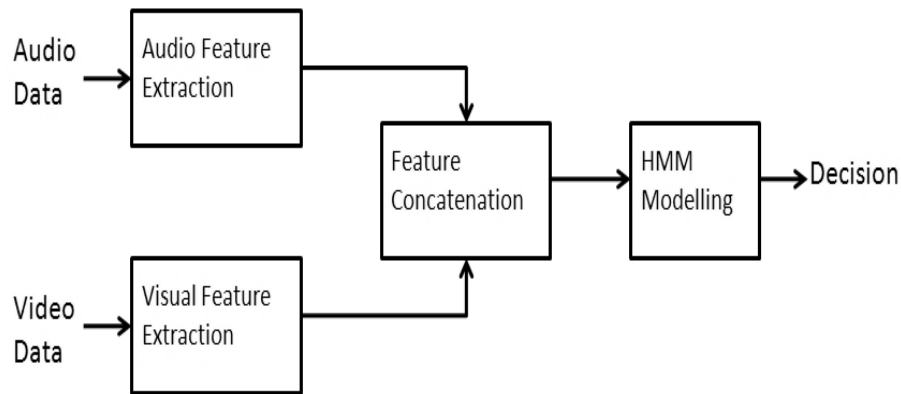 Audio
Data
Audio Feature
Extraction
Feature
Concatenation
HMM
Modelling
Decision
Video
Data
Visual Feature
Extraction